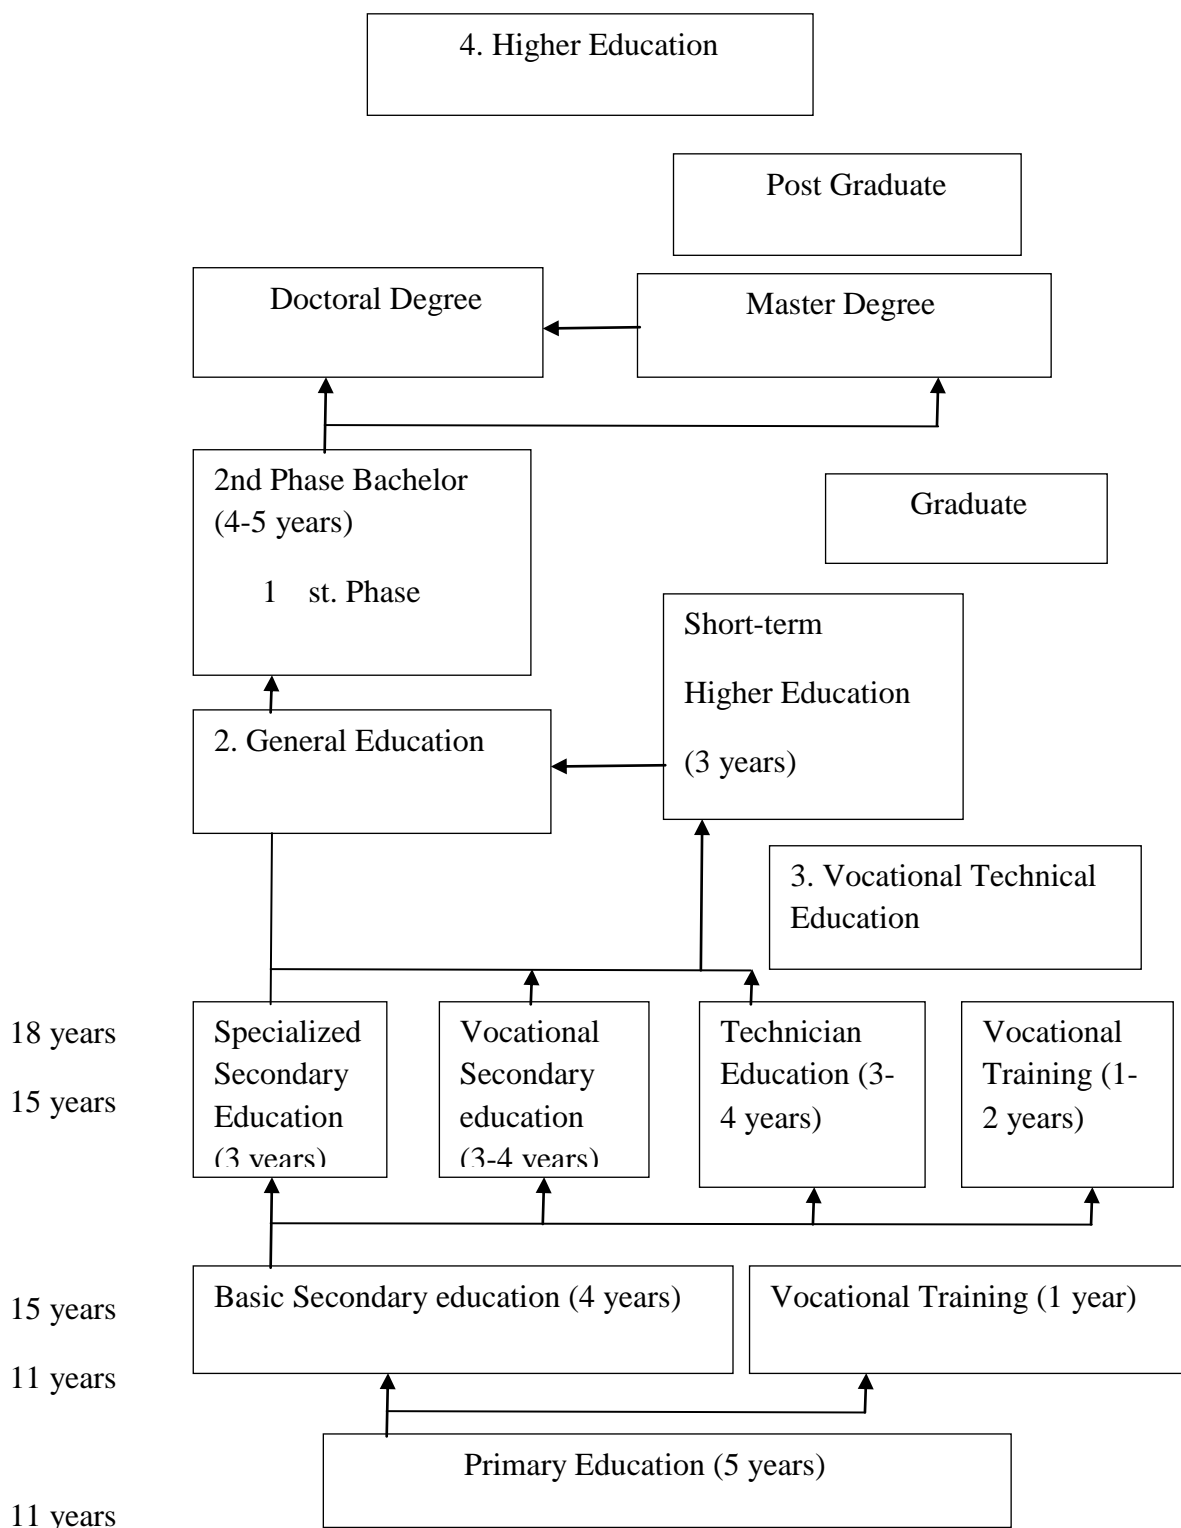 4. Higher Education
Post Graduate
Doctoral Degree
Master Degree
2nd Phase Bachelor
(4-5 years)
1 st. Phase
Graduate
Short-term
Higher Education
(3 years)
2. General Education
3. Vocational Technical
Education
18 years
15 years
Specialized
Secondary
Education
(3 years)
Vocational
Secondary
education
(3-4 years)
Technician
Education (3-
4 years)
Vocational
Training (1-
2 years)
15 years
11 years
Basic Secondary education (4 years)
Vocational Training (1 year)
Primary Education (5 years)
11 years